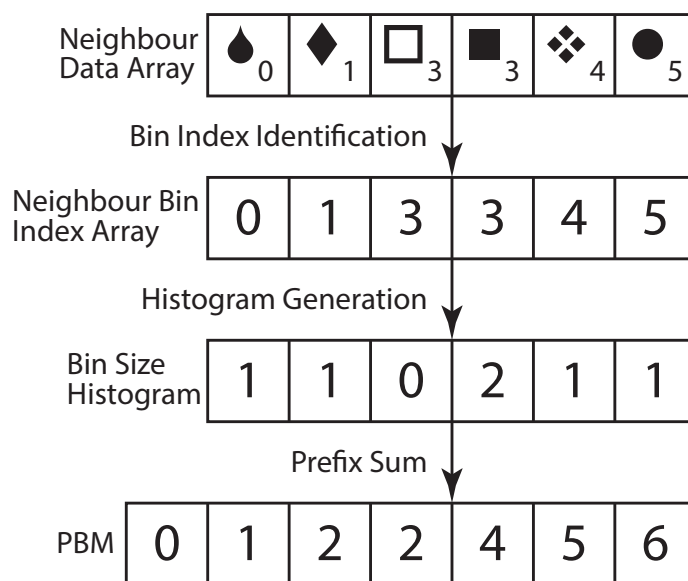 Neighbour
Data Array
0 1 3 3 4 5
Bin Index Identification
Neighbour Bin
Index Array
0 1 3 3 4 5
Histogram Generation
Bin Size
Histogram
1 1 0 2 1 1
Prefix Sum
PBM 0 1 2 2 4 5 6